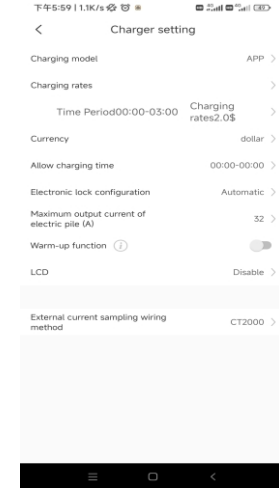 下午5:59 | 1.1K/s
Charger setting
Charging model APP
Charging rates
Time Period00:00-03:00 Charging
rates2.0$
Currency dollar
Allow charging time 00:00-00:00
Electronic lock configuration Automatic
Maximum output current of
electric pile (A) 32
Warm-up function
LCD Disable
External current sampling wiring
method CT2000